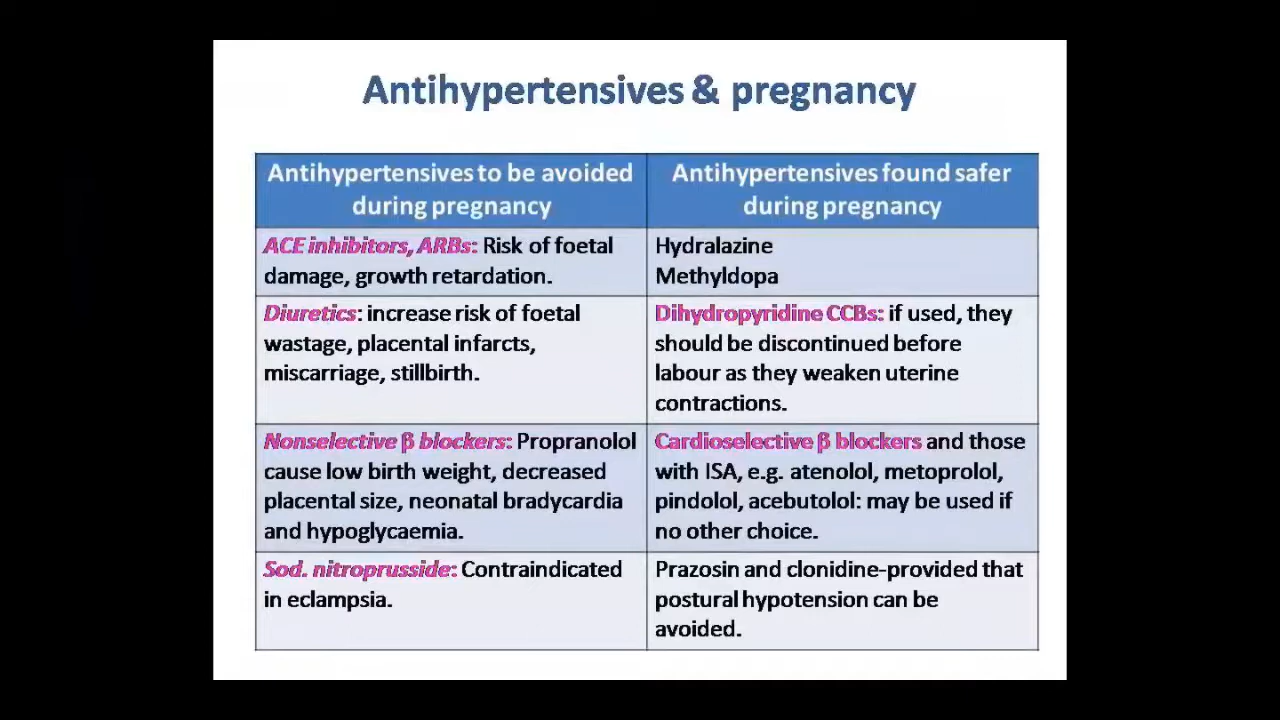 Antihypertensives & pregnancy
Antihypertensives to be avoided
during pregnancy
Antihypertensives found safer
during pregnancy
ACE inhibitors, ARBs: Risk of foetal
damage, growth retardation.
Hydralazine
Methyldopa
Diuretics: increase risk of foetal
wastage, placental infarcts,
miscarriage, stillbirth.
Dihydropyridine CCBs: if used, they
should be discontinued before
labour as they weaken uterine
contractions.
Nonselective β blockers: Propranolol
cause low birth weight, decreased
placental size, neonatal bradycardia
and hypoglycaemia.
Cardioselective β blockers and those
with ISA, e.g. atenolol, metoprolol,
pindolol, acebutolol: may be used if
no other choice.
Sod. nitroprusside: Contraindicated
in eclampsia.
Prazosin and clonidine-provided that
postural hypotension can be
avoided.